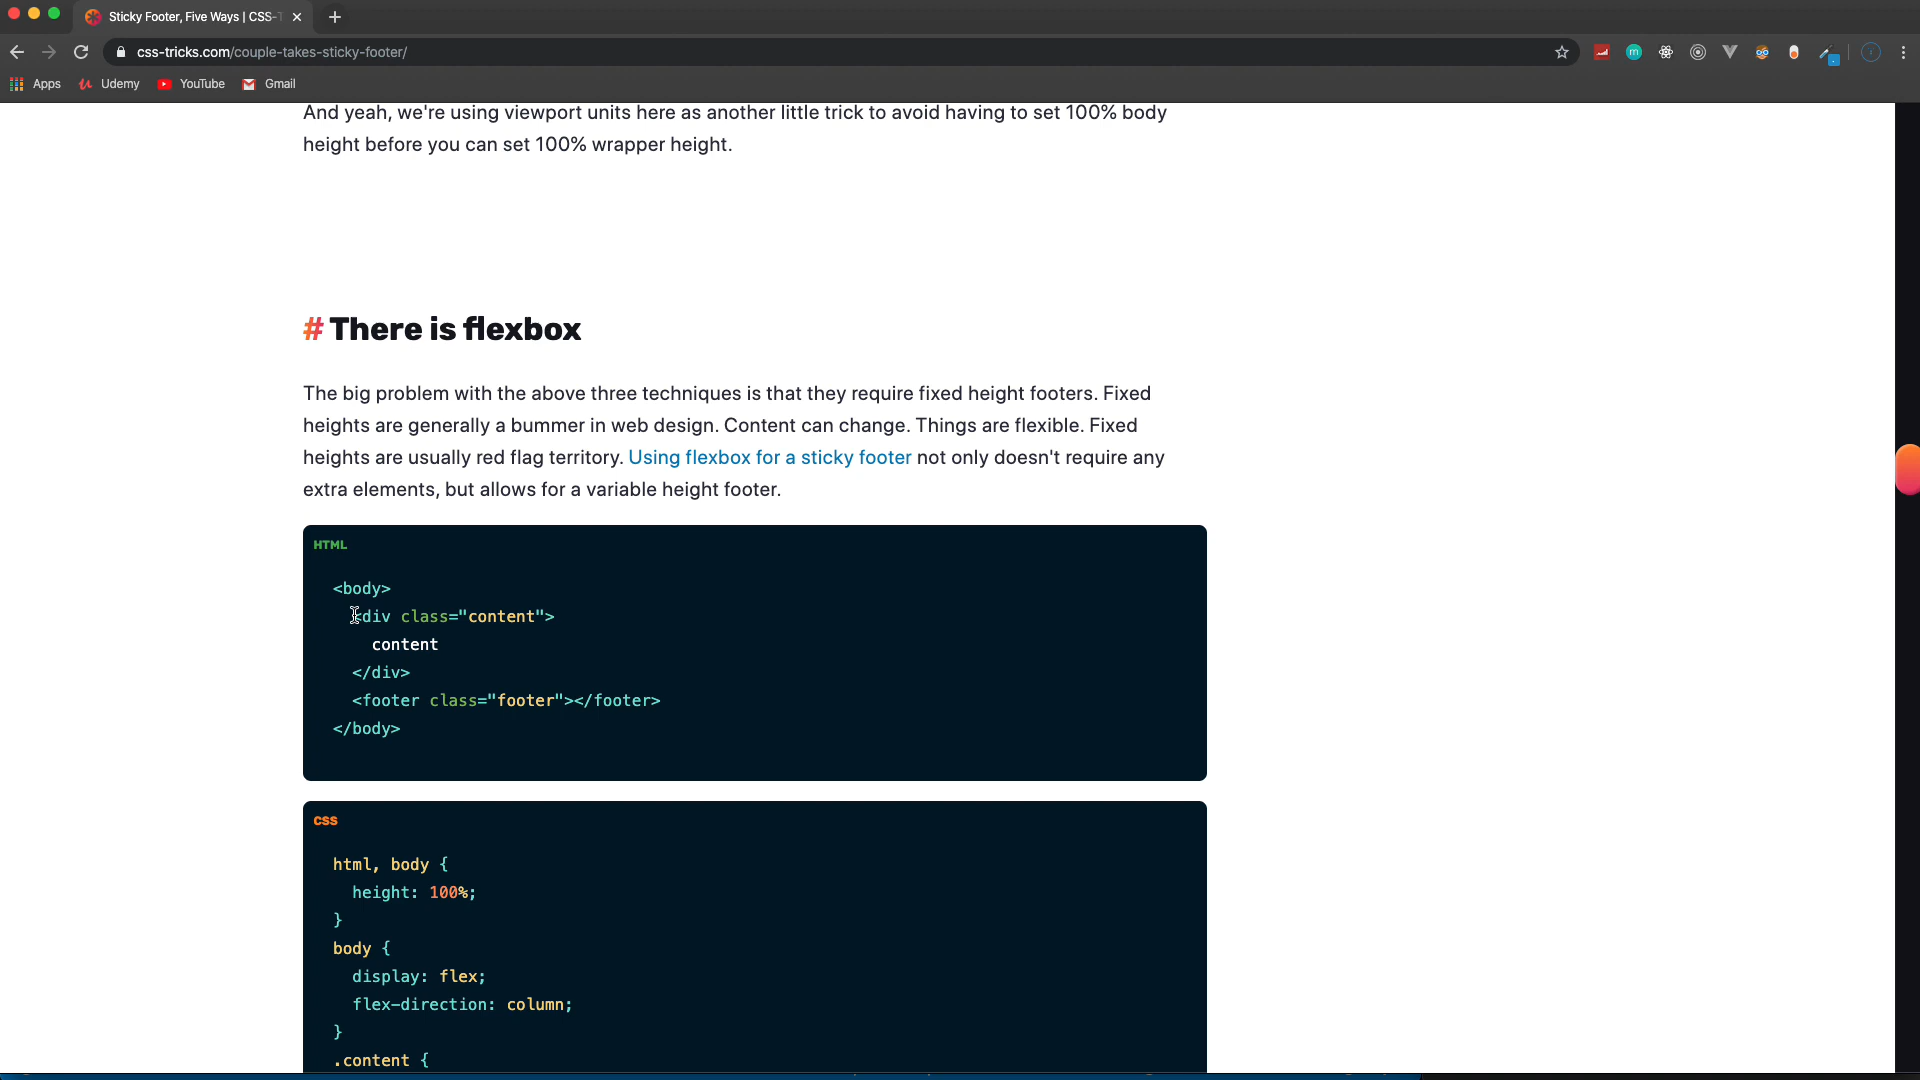 Sticky Footer, Five Ways | CSS-T
css-tricks.com/couple-takes-sticky-footer/
Apps
Udemy
YouTube
Gmail
And yeah, we're using viewport units here as another little trick to avoid having to set 100% body
height before you can set 100% wrapper height.
# There is flexbox
The big problem with the above three techniques is that they require fixed height footers. Fixed
heights are generally a bummer in web design. Content can change. Things are flexible. Fixed
heights are usually red flag territory. Using flexbox for a sticky footer not only doesn't require any
extra elements, but allows for a variable height footer.
HTML
<body>
<div class="content">
content
</div>
<footer class="footer"></footer>
</body>
CSS
html, body {
height: 100%;
}
body {
display: flex;
flex-direction: column;
}
.content {